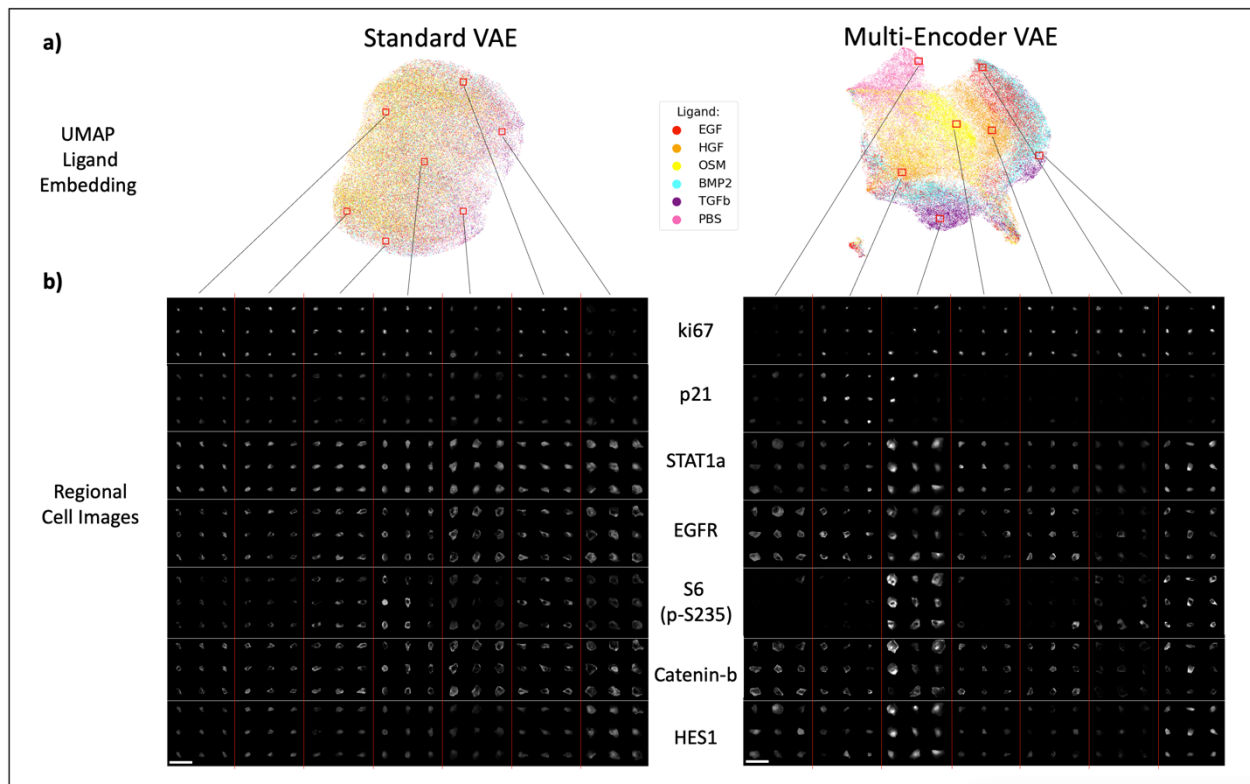 a)
Standard VAE
Multi-Encoder VAE
UMAP
Ligand
Embedding
Ligand:
EGF
HGF
OSM
BMP2
TGFb
PBS
b)
Regional
Cell Images
ki67
p21
STAT1a
EGFR
S6
(p-S235)
Catenin-b
HES1